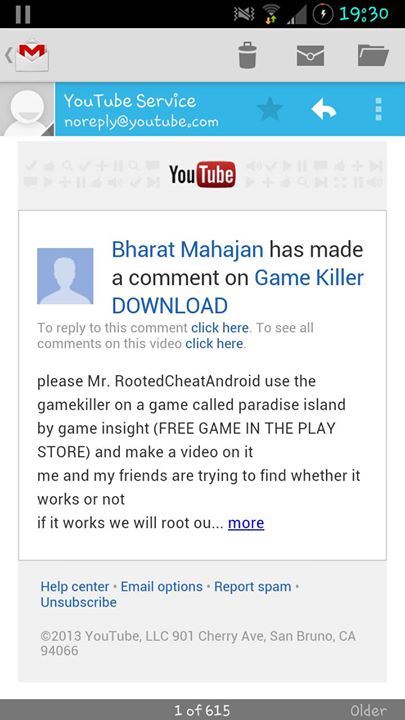 19:30
YouTube Service
noreply@youtube.com
YouTube
Bharat Mahajan has made
a comment on Game Killer
DOWNLOAD
To reply to this comment click here. To see all
comments on this video click here.
please Mr. RootedCheatAndroid use the
gamekiller on a game called paradise island
by game insight (FREE GAME IN THE PLAY
STORE) and make a video on it
me and my friends are trying to find whether it
works or not
if it works we will root ou... more
Help center • Email options • Report spam •
Unsubscribe
©2013 YouTube, LLC 901 Cherry Ave, San Bruno, CA
94066
1 of 615
Older